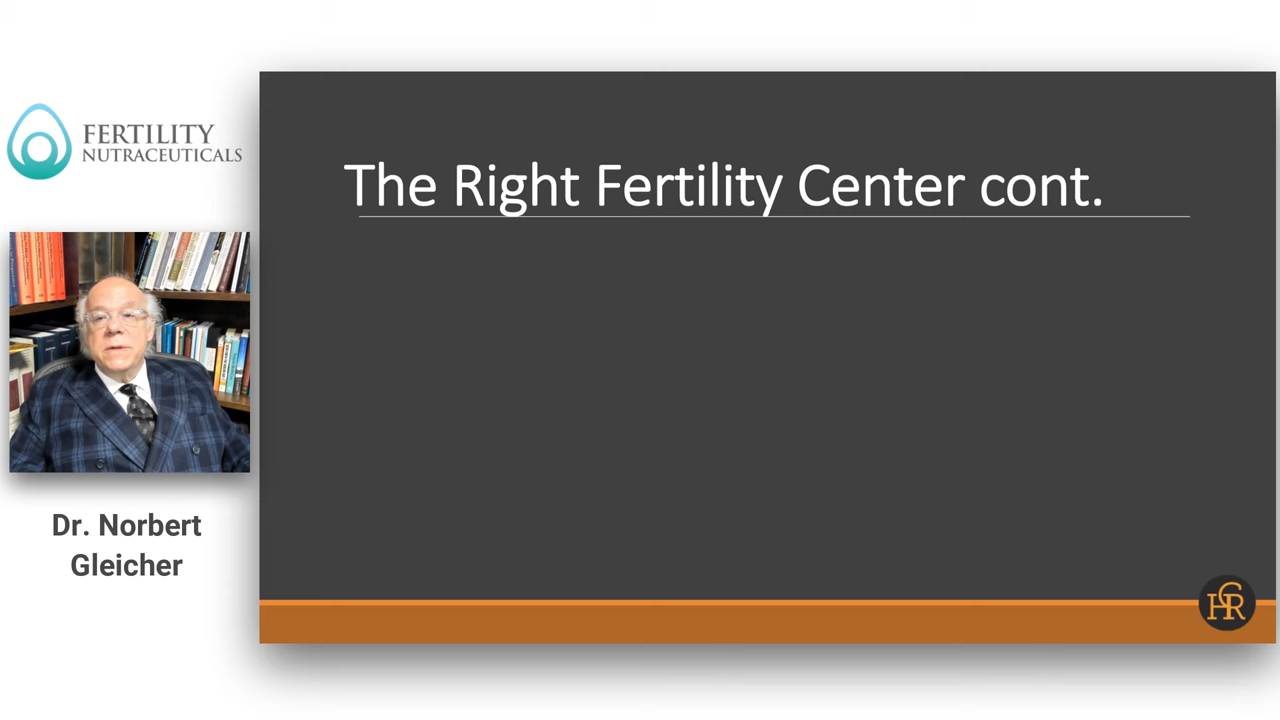 FERTILITY
NUTRACEUTICALS
The Right Fertility Center cont.
Dr. Norbert
Gleicher
CHR